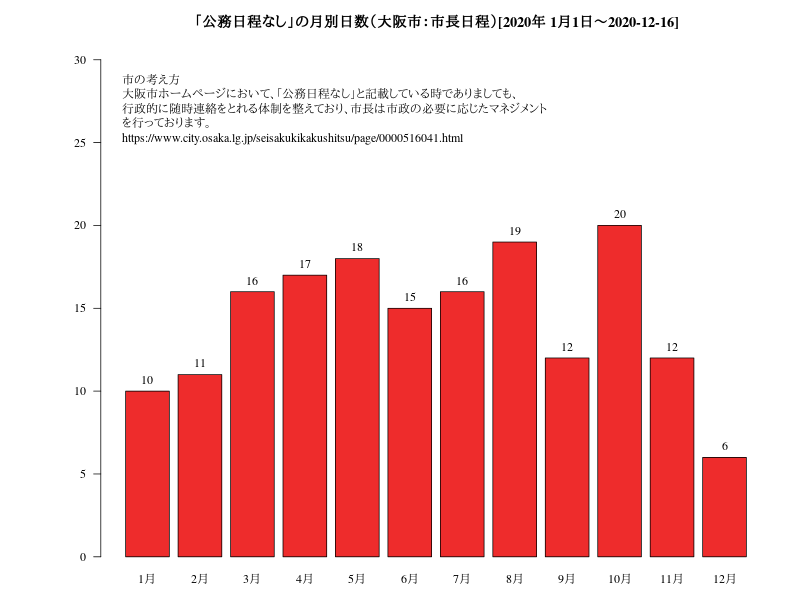 「公務日程なし」の月別日数(大阪市:市長日程)[2020年 1月1日～2020-12-16]
30
市の考え方
大阪市ホームページにおいて、「公務日程なし」と記載している時でありましても、
行政的に随時連絡をとれる体制を整えており、市長は市政の必要に応じたマネジメント
を行っております。
https://www.city.osaka.lg.jp/seisakukikakushitsu/page/0000516041.html
25
20
15
10
5
0
10
11
16
17
18
15
16
19
12
20
12
6
1月 2月 3月 4月 5月 6月 7月 8月 9月 10月 11月 12月